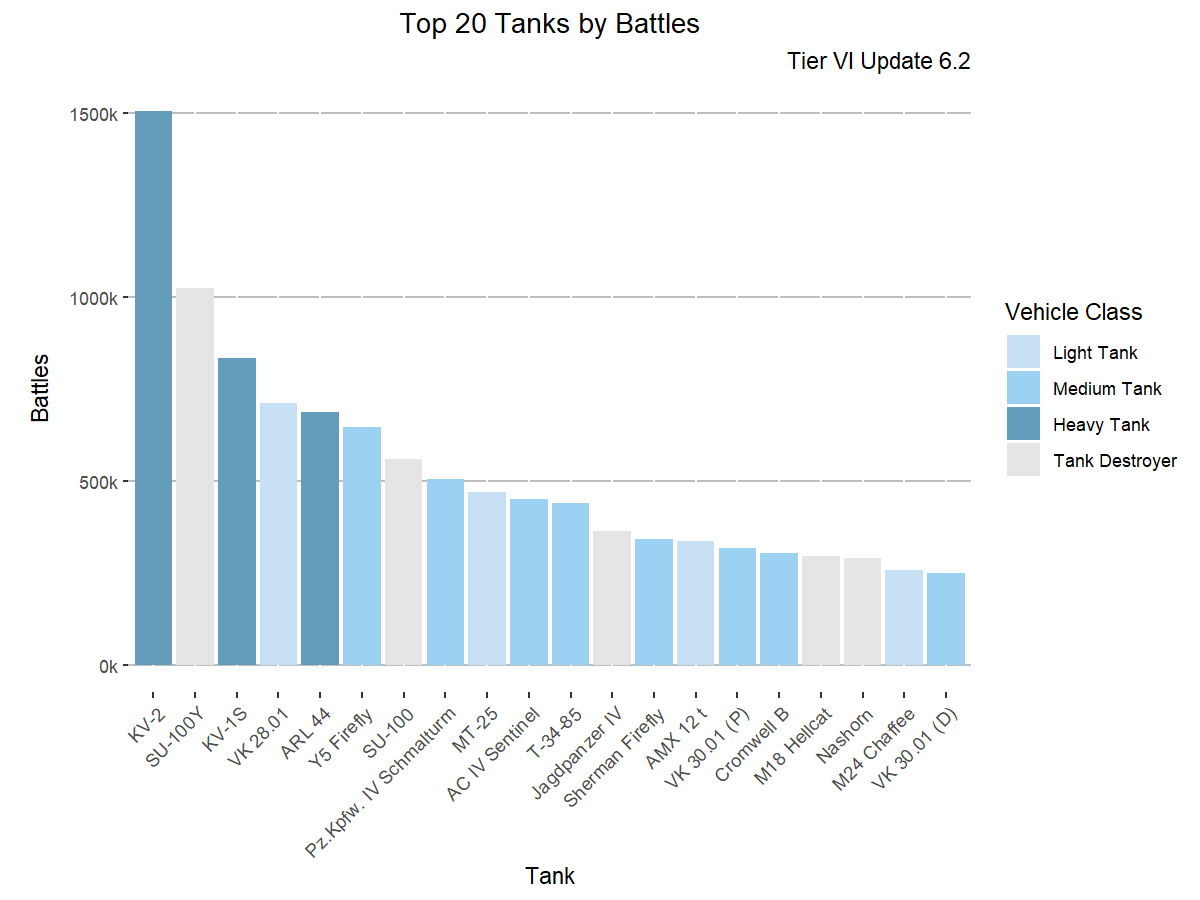 Top 20 Tanks by Battles
Tier VI Update 6.2
Battles
1500k
1000k
500k
0k
KV-2
SU-100Y
KV-1S
VK 28.01
ARL 44
Y5 Firefly
SU-100
Pz.Kpfw. IV Schmalturm
MT-25
AC IV Sentinel
T-34-85
Jagdpanzer IV
Sherman Firefly
AMX 12 t
VK 30.01 (P)
Cromwell B
M18 Hellcat
Nashorn
M24 Chaffee
VK 30.01 (D)
Tank
Vehicle Class
Light Tank
Medium Tank
Heavy Tank
Tank Destroyer